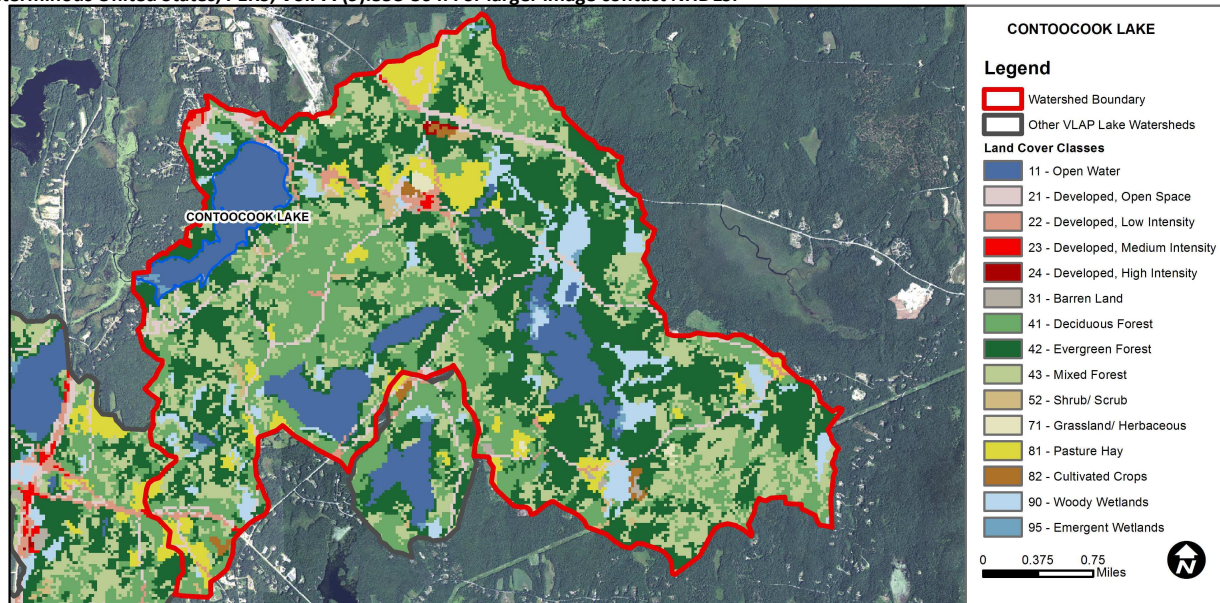 CONTOOCOOK LAKE
Legend
Watershed Boundary
Other VLAP Lake Watersheds
Land Cover Classes
11 - Open Water
21 - Developed, Open Space
22 - Developed, Low Intensity
23 - Developed, Medium Intensity
24 - Developed, High Intensity
31 - Barren Land
41 - Deciduous Forest
42 - Evergreen Forest
43 - Mixed Forest
52 - Shrub/ Scrub
71 - Grassland/ Herbaceous
81 - Pasture Hay
82 - Cultivated Crops
90 - Woody Wetlands
95 - Emergent Wetlands
0 0.375 0.75
Miles
N
CONTOOCOOK LAKE